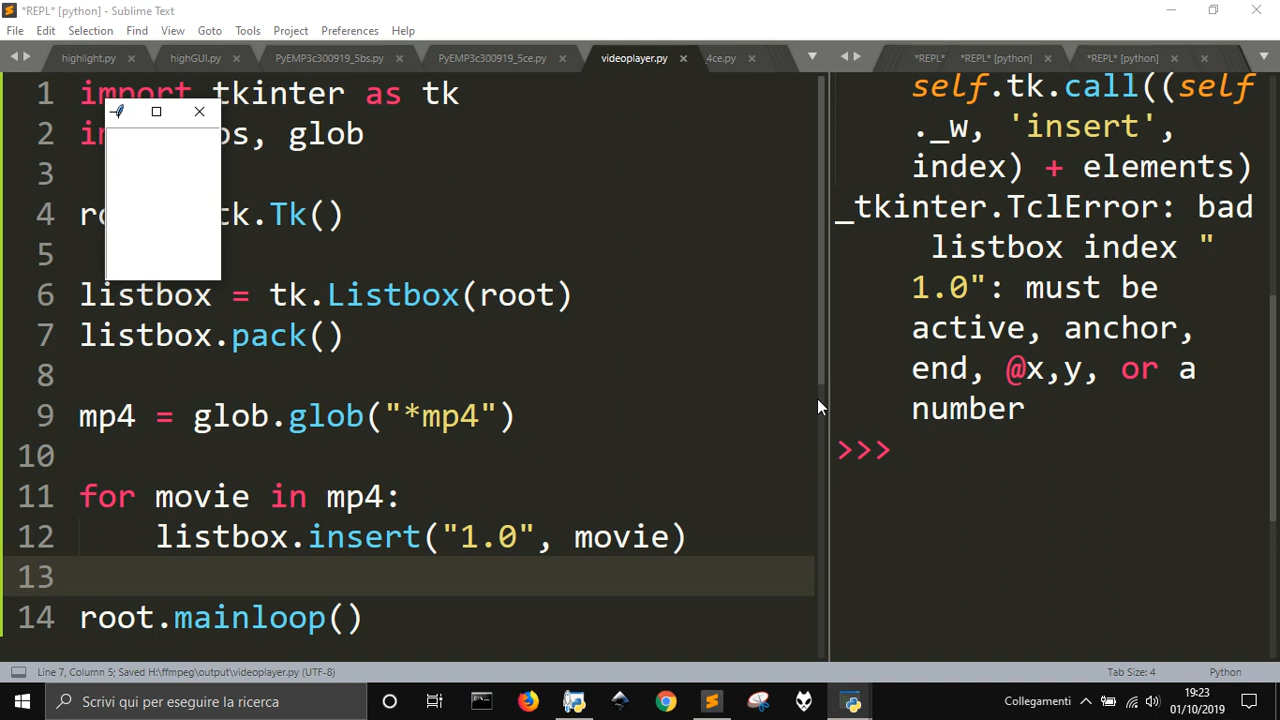 *REPL* [python] - Sublime Text
File Edit Selection Find View Goto Tools Project Preferences Help
highlight.py highGUI.py PyEMP3c300919_5bs.py PyEMP3c300919_5ce.py videoplayer.py 4ce.py
*REPL* *REPL* [python] *REPL* [python]
1 import tkinter as tk
2 os, glob
3
4 tk.Tk()
5
6 listbox = tk.Listbox(root)
7 listbox.pack()
8
9 mp4 = glob.glob("*mp4")
10
11 for movie in mp4:
12 listbox.insert("1.0", movie)
13
14 root.mainloop()
self.tk.call((self
._w, 'insert',
index) + elements)
_tkinter.TclError: bad
listbox index "
1.0": must be
active, anchor,
end, @x,y, or a
number
>>>
Line 7, Column 5; Saved H:\ffmpeg\output\videoplayer.py (UTF-8)
Tab Size: 4 Python
Scrivi qui per eseguire la ricerca
Collegamenti
19:23
01/10/2019